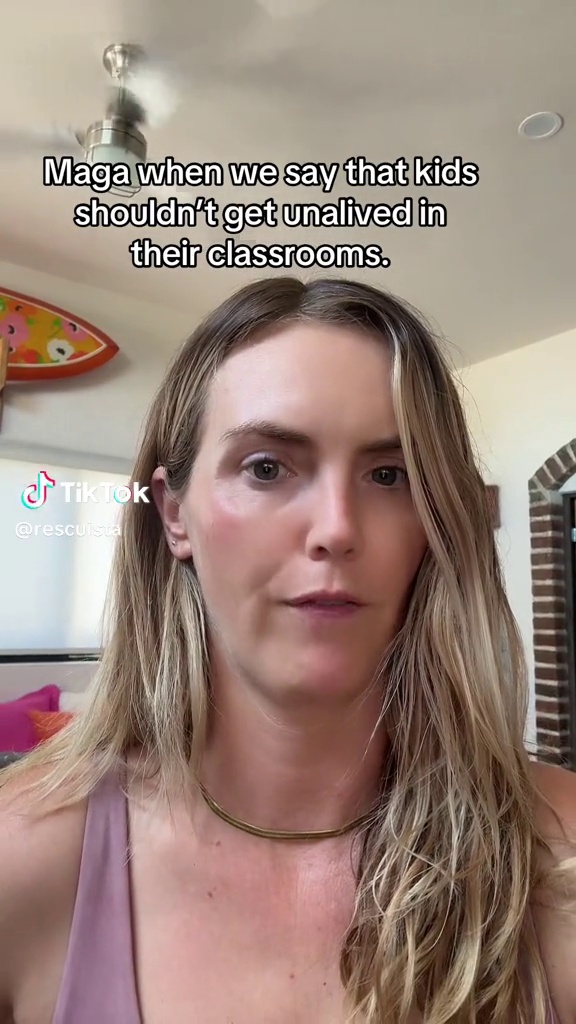 Maga when we say that kids
shouldn't get unalived in
their classrooms.
TikTok
@rescuista